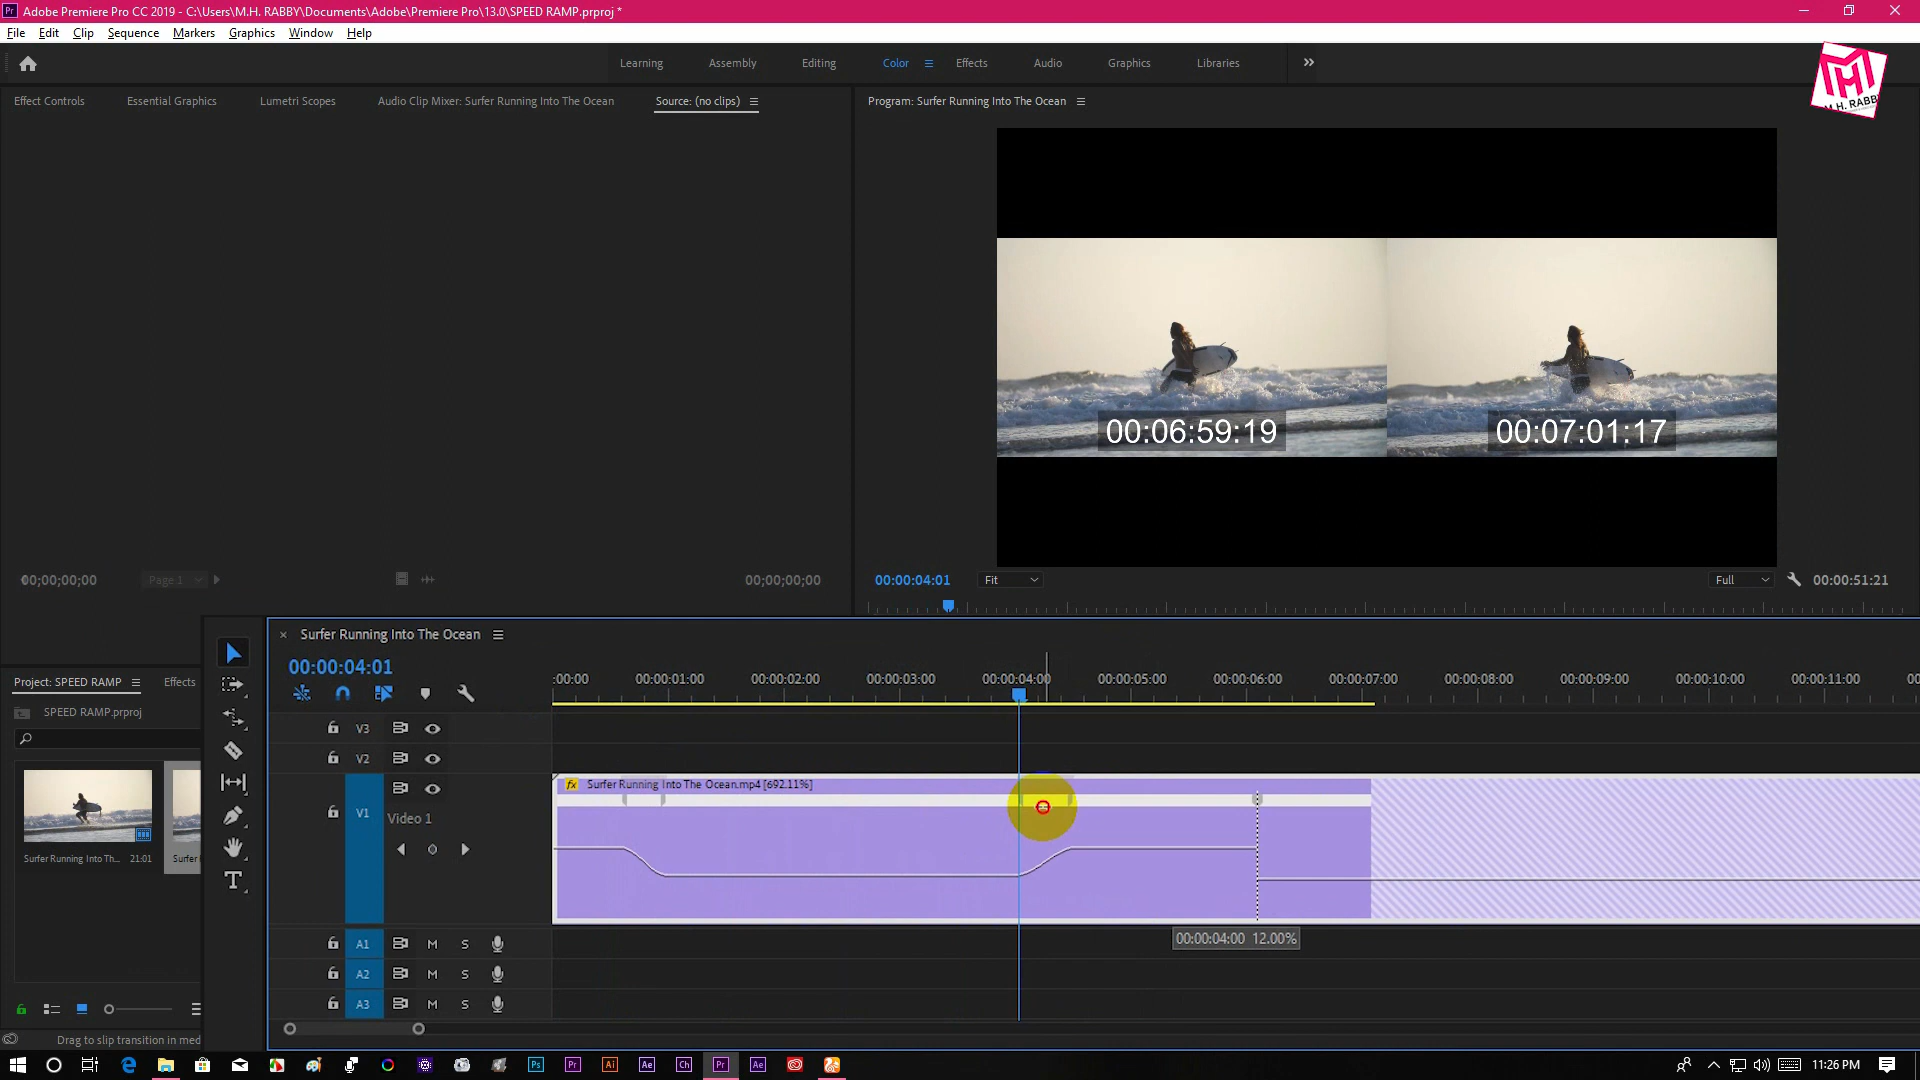 Adobe Premiere Pro CC 2019 - C:\Users\M.H. RABBY\Documents\Adobe\Premiere Pro\13.0\SPEED RAMP.prproj *
File Edit Clip Sequence Markers Graphics Window Help
Learning Assembly Editing Color Effects Audio Graphics Libraries
M.H. RABBY
Effect Controls Essential Graphics Lumetri Scopes Audio Clip Mixer: Surfer Running Into The Ocean Source: (no clips)
Program: Surfer Running Into The Ocean
00:06:59:19 00:07:01:17
00;00;00;00 Page 1 00;00;00;00
00:00:04:01 Fit Full 00:00:51:21
Surfer Running Into The Ocean
00:00:04:01
:00:00 00:00:01:00 00:00:02:00 00:00:03:00 00:00:04:00 00:00:05:00 00:00:06:00 00:00:07:00 00:00:08:00 00:00:09:00 00:00:10:00 00:00:11:00 00
Project: SPEED RAMP Effects
SPEED RAMP.prproj
V3
V2
fx Surfer Running Into The Ocean.mp4 [692.11%]
V1
Video 1
Surfer Running Into Th... 21:01 Surfer
00:00:04:00 12.00%
A1 M S
A2 M S
A3 M S
Drag to slip transition in med
Ps Pr Ai Ae Ch Pr Ae 11:26 PM